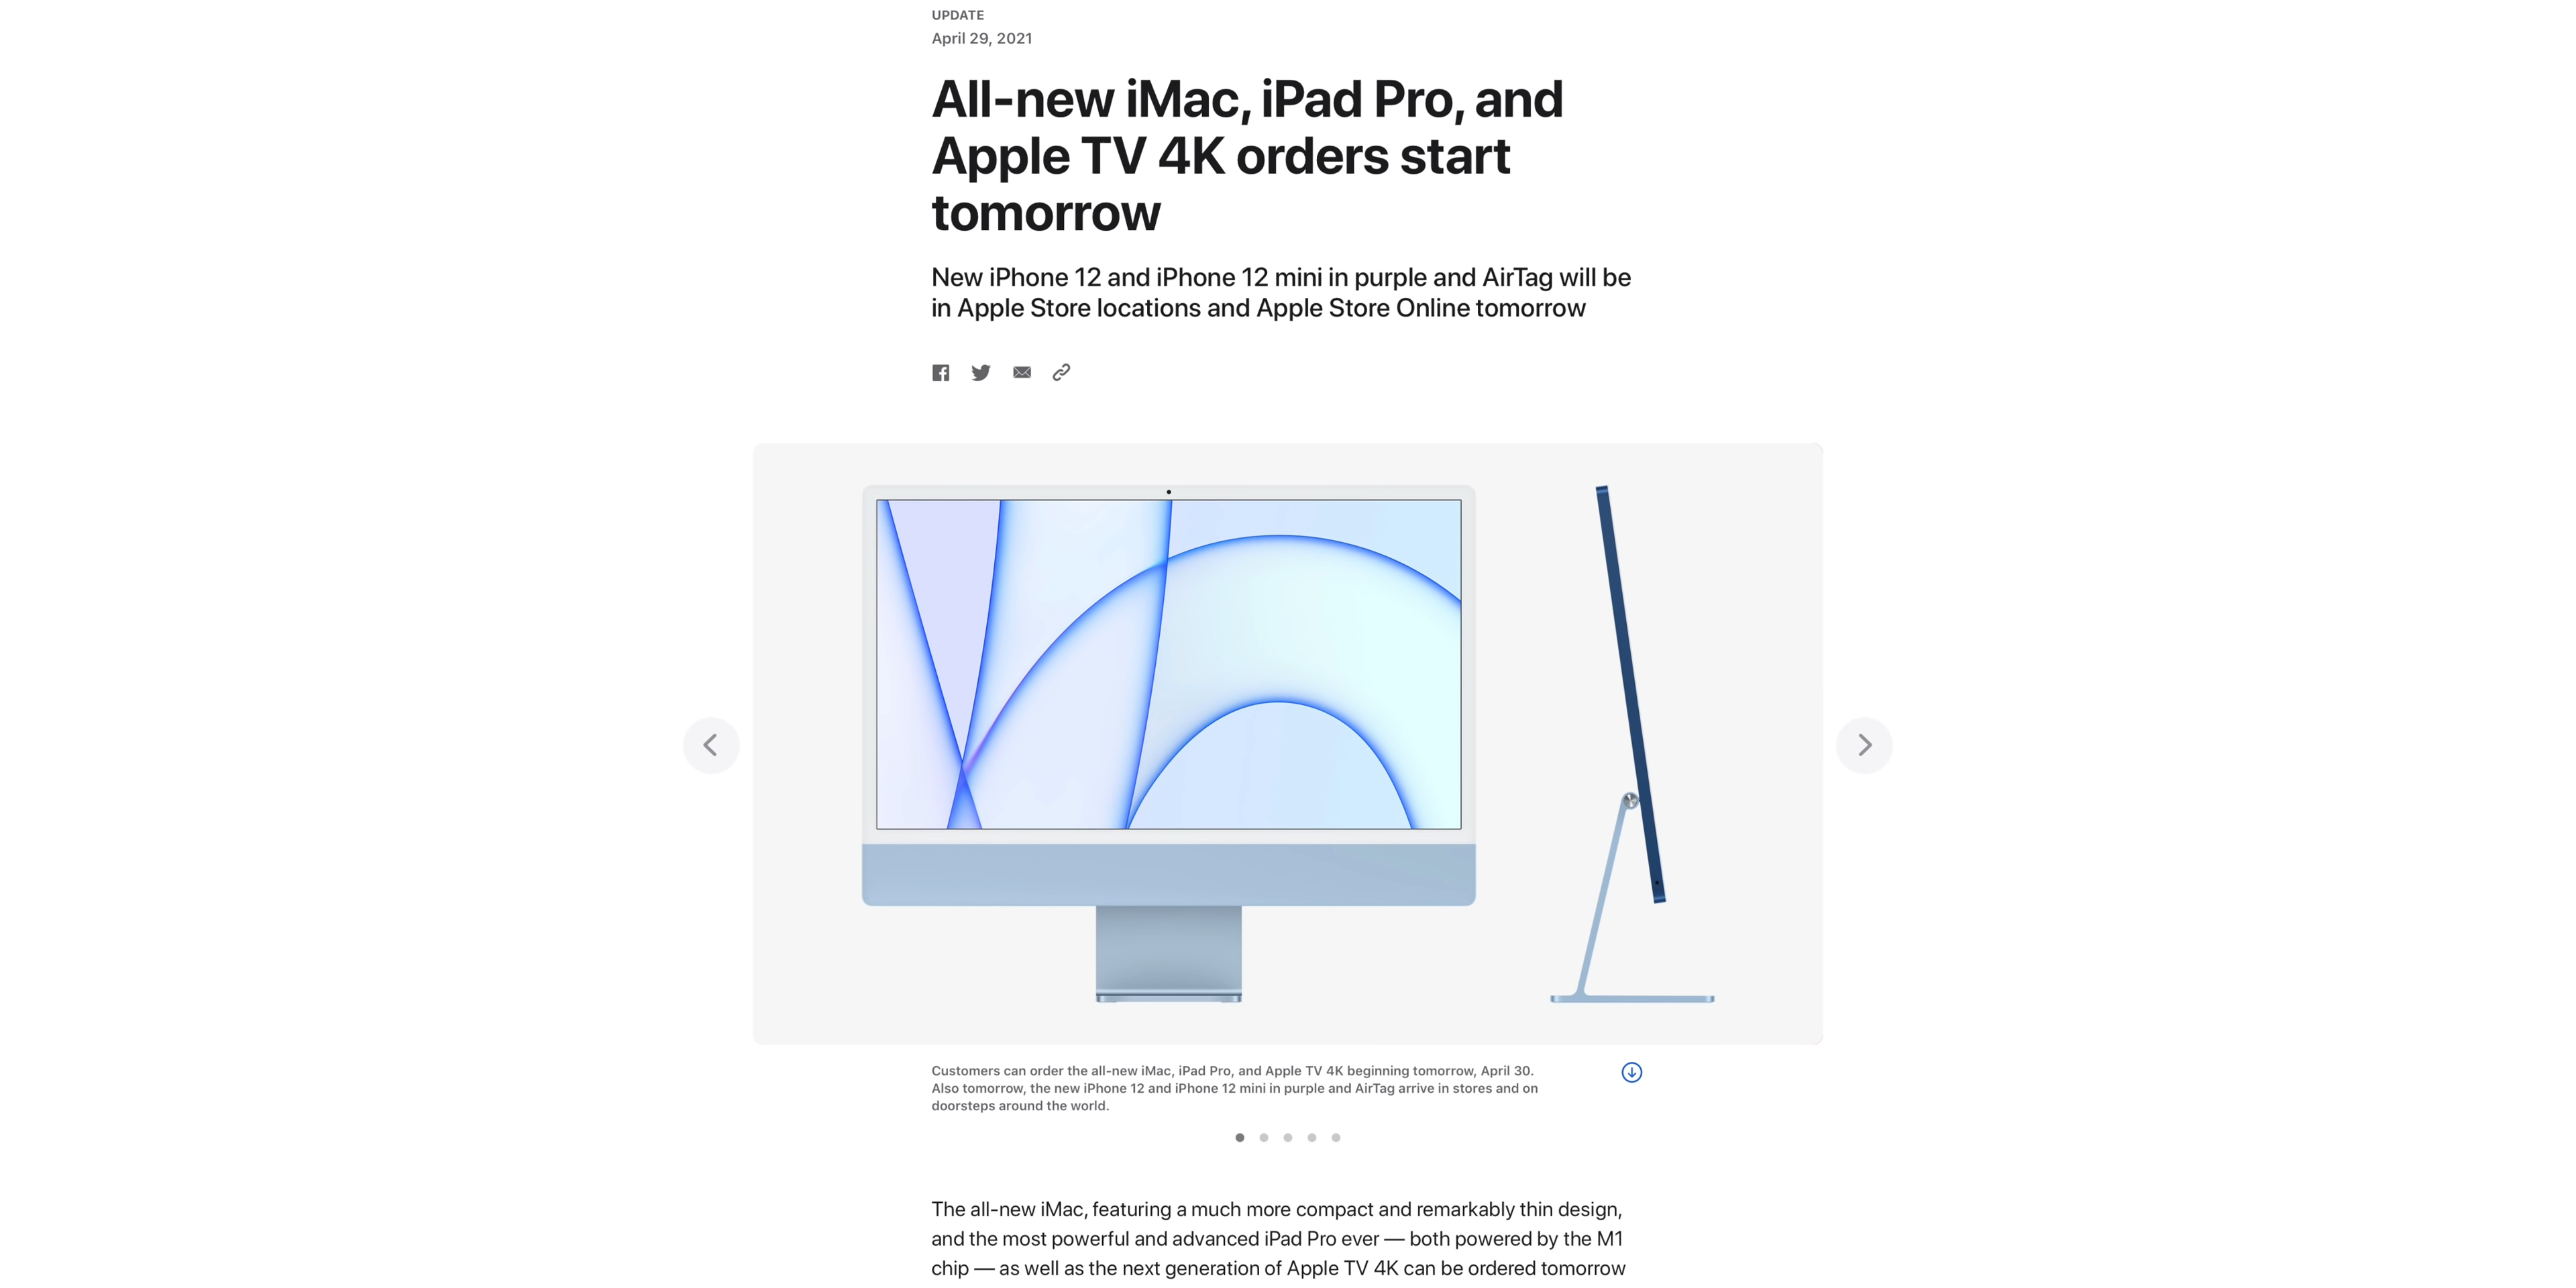 UPDATE
April 29, 2021
All-new iMac, iPad Pro, and
Apple TV 4K orders start
tomorrow
New iPhone 12 and iPhone 12 mini in purple and AirTag will be
in Apple Store locations and Apple Store Online tomorrow
Customers can order the all-new iMac, iPad Pro, and Apple TV 4K beginning tomorrow, April 30.
Also tomorrow, the new iPhone 12 and iPhone 12 mini in purple and AirTag arrive in stores and on
doorsteps around the world.
The all-new iMac, featuring a much more compact and remarkably thin design,
and the most powerful and advanced iPad Pro ever — both powered by the M1
chip — as well as the next generation of Apple TV 4K can be ordered tomorrow